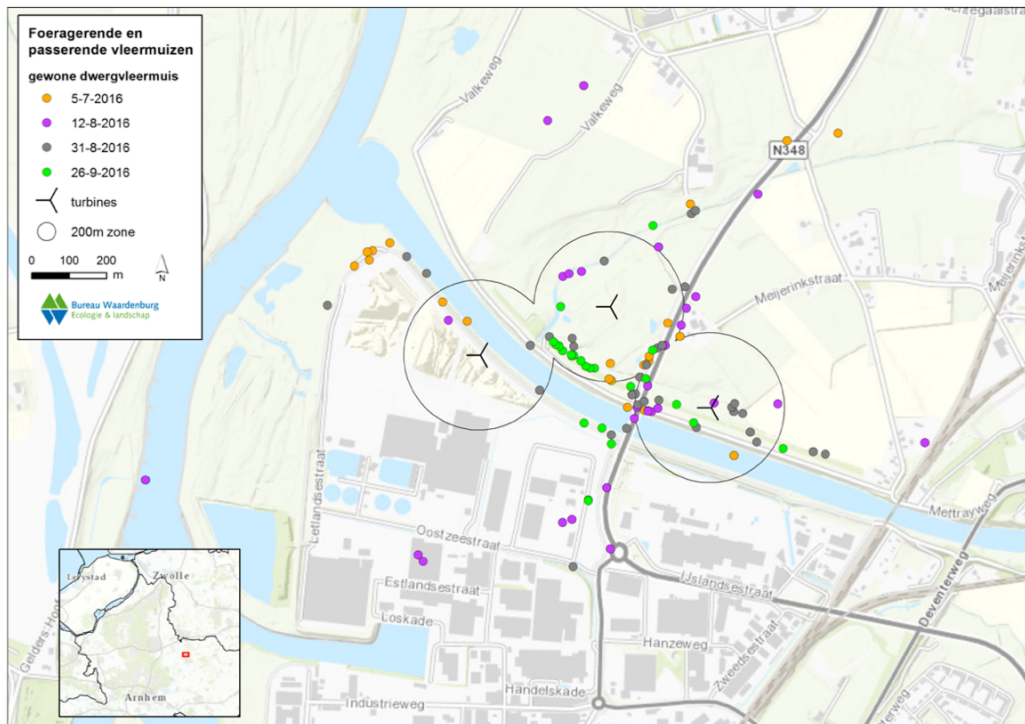 Foeragerende en
passerende vleermuizen
gewone dwergvleermuis
5-7-2016
12-8-2016
31-8-2016
26-9-2016
turbines
200m zone
0 100 200
m
N
Bureau Waardenburg
Ecologie & landschap
Valkeweg
Valkeweg
N348
Meijerinkstraat
Meijerinkstr
Letlandsestraat
Oostzeestraat
Estlandsestraat
Loskade
Industrieweg
Handelskade
Hanzeweg
IJslandsestraat
Zweedsestraat
Deventerweg
Mettrayweg
Lelystad
Zwolle
Arnhem